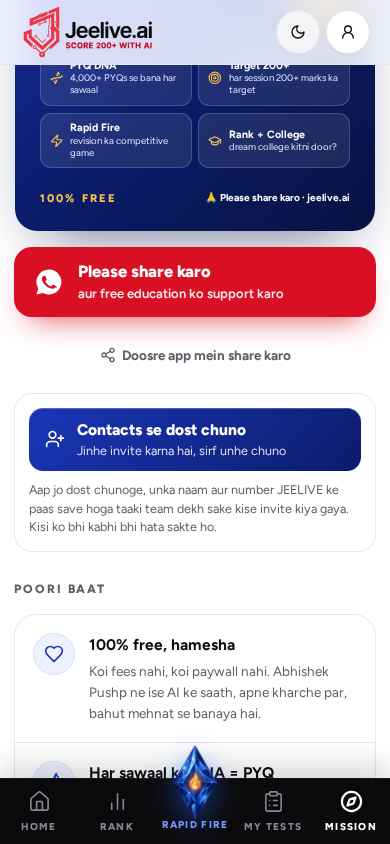 Jeelive.ai
SCORE 200+ WITH AI
PYQ DNA
Target 200+
4,000+ PYQs se bana har
sawaal
har session 200+ marks ka
target
Rapid Fire
revision ka competitive
game
Rank + College
dream college kitni door?
100% FREE
🙏 Please share karo · jeelive.ai
Please share karo
aur free education ko support karo
Doosre app mein share karo
Contacts se dost chuno
Jinhe invite karna hai, sirf unhe chuno
Aap jo dost chunoge, unka naam aur number JEELIVE ke
paas save hoga taaki team dekh sake kise invite kiya gaya.
Kisi ko bhi kabhi bhi hata sakte ho.
POORI BAAT
100% free, hamesha
Koi fees nahi, koi paywall nahi. Abhishek
Pushp ne ise AI ke saath, apne kharche par,
bahut mehnat se banaya hai.
Har sawaal DNA = PYQ
HOME
RANK
RAPID FIRE
MY TESTS
MISSION